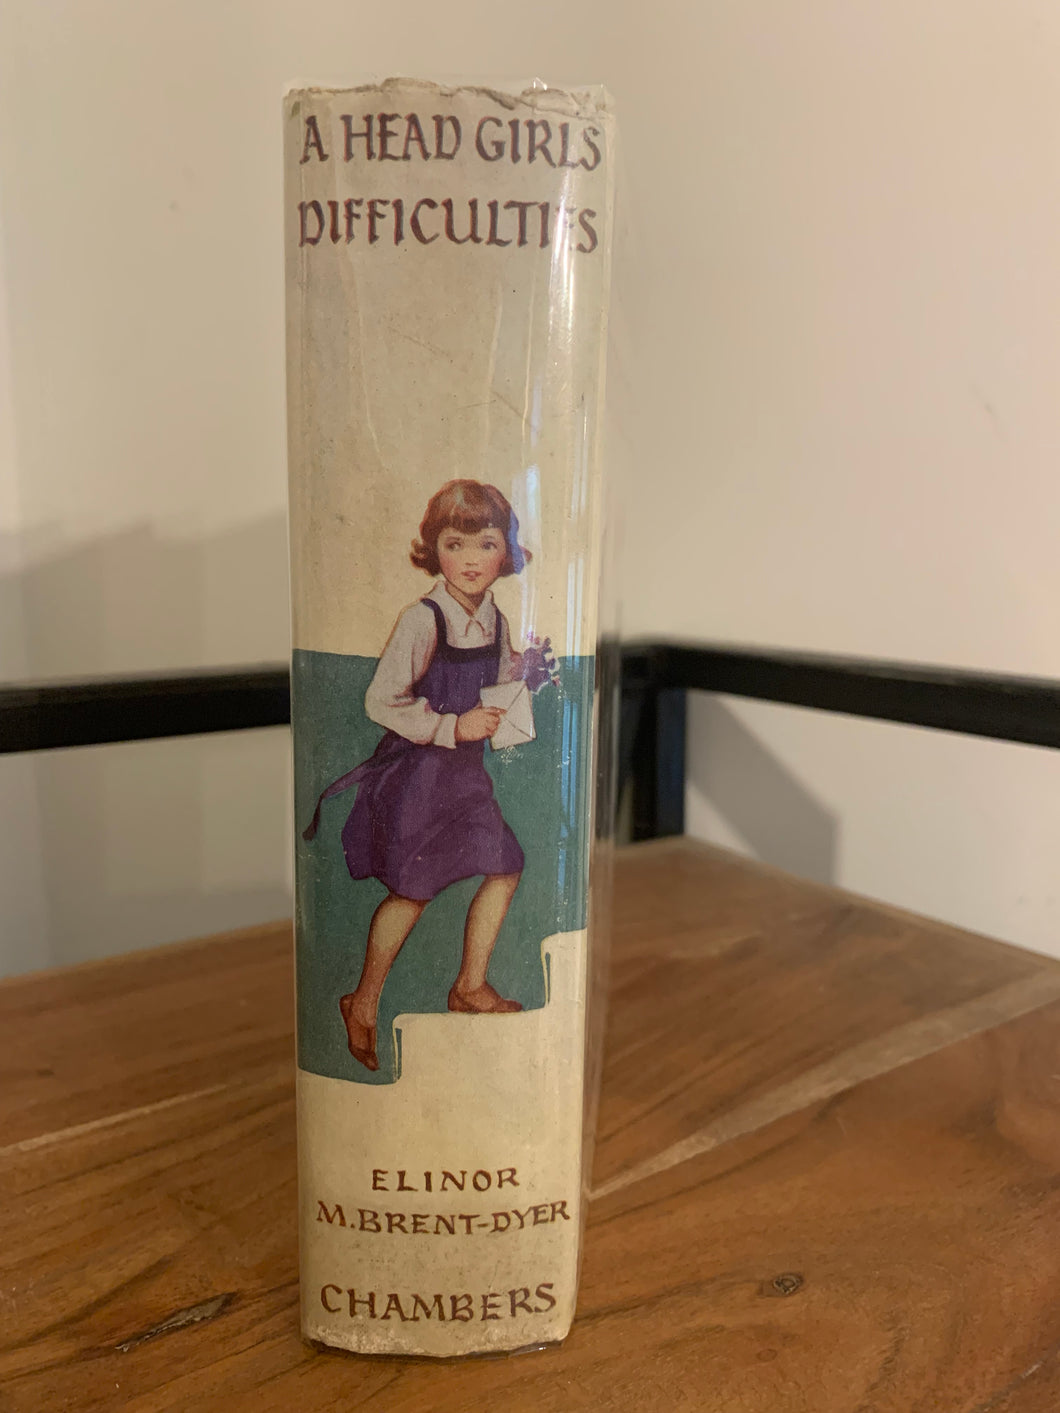 A HEAD GIRLS
DIFFICULTIES
ELINOR
M. BRENT-DYER
CHAMBERS